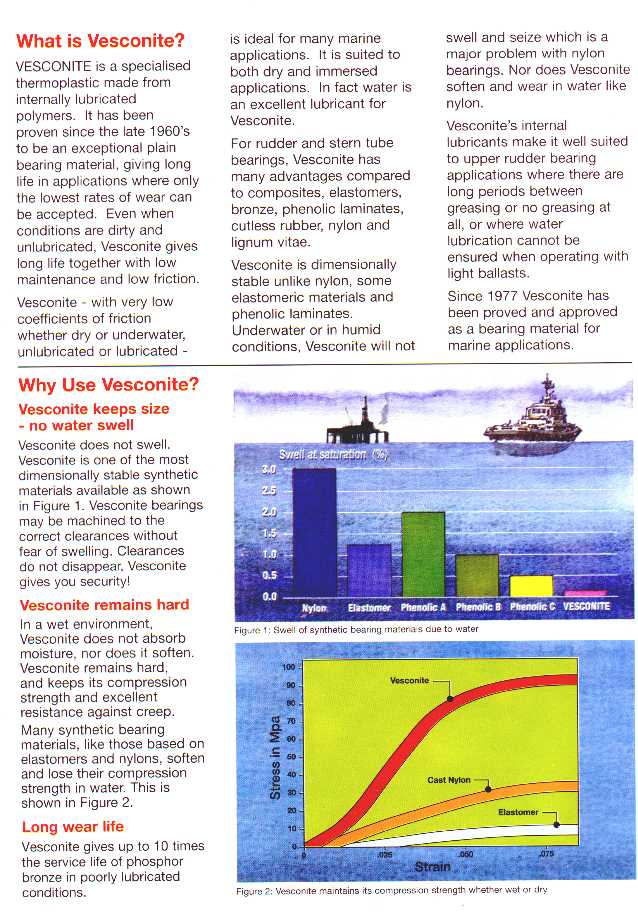 What is Vesconite?
VESCONITE is a specialised
thermoplastic made from
internally lubricated
polymers. It has been
proven since the late 1960's
to be an exceptional plain
bearing material, giving long
life in applications where only
the lowest rates of wear can
be accepted. Even when
conditions are dirty and
unlubricated, Vesconite gives
long life together with low
maintenance and low friction.
Vesconite - with very low
coefficients of friction
whether dry or underwater,
unlubricated or lubricated -
is ideal for many marine
applications. It is suited to
both dry and immersed
applications. In fact water is
an excellent lubricant for
Vesconite.
For rudder and stern tube
bearings, Vesconite has
many advantages compared
to composites, elastomers,
bronze, phenolic laminates,
cutless rubber, nylon and
lignum vitae.
Vesconite is dimensionally
stable unlike nylon, some
elastomeric materials and
phenolic laminates.
Underwater or in humid
conditions, Vesconite will not
swell and seize which is a
major problem with nylon
bearings. Nor does Vesconite
soften and wear in water like
nylon.
Vesconite's internal
lubricants make it well suited
to upper rudder bearing
applications where there are
long periods between
greasing or no greasing at
all, or where water
lubrication cannot be
ensured when operating with
light ballasts.
Since 1977 Vesconite has
been proved and approved
as a bearing material for
marine applications.
Why Use Vesconite?
Vesconite keeps size
- no water swell
Vesconite does not swell.
Vesconite is one of the most
dimensionally stable synthetic
materials available as shown
in Figure 1. Vesconite bearings
may be machined to the
correct clearances without
fear of swelling. Clearances
do not disappear, Vesconite
gives you security!
Vesconite remains hard
In a wet environment,
Vesconite does not absorb
moisture, nor does it soften.
Vesconite remains hard,
and keeps its compression
strength and excellent
resistance against creep.
Many synthetic bearing
materials, like those based on
elastomers and nylons, soften
and lose their compression
strength in water. This is
shown in Figure 2.
Long wear life
Vesconite gives up to 10 times
the service life of phosphor
bronze in poorly lubricated
conditions.
Swell at saturation (%)
3.0
2.5
2.0
1.5
1.0
0.5
0.0
Nylon Elastomer Phenolic A Phenolic B Phenolic C VESCONITE
Figure 1: Swell of synthetic bearing materials due to water
Stress in Mpa
100
90
80
70
60
50
40
30
20
10
0
Vesconite
Cast Nylon
Elastomer
0 .035 .050 .075
Strain
Figure 2: Vesconite maintains its compression strength whether wet or dry